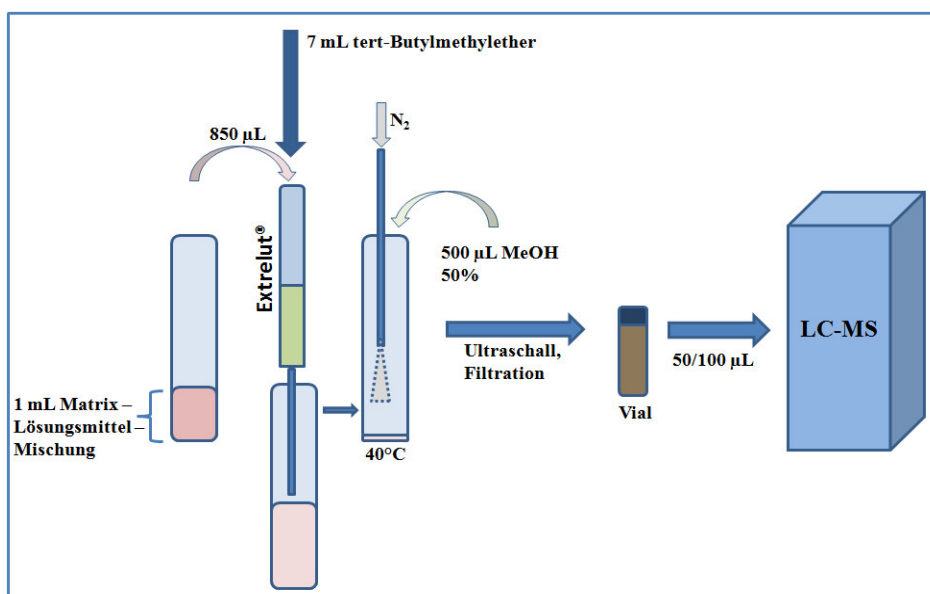 7 mL tert-Butylmethylether
850 µL
N₂
Extrelut®
500 µL MeOH
50%
1 mL Matrix –
Lösungsmittel –
Mischung
40°C
Ultraschall,
Filtration
Vial
50/100 µL
LC-MS